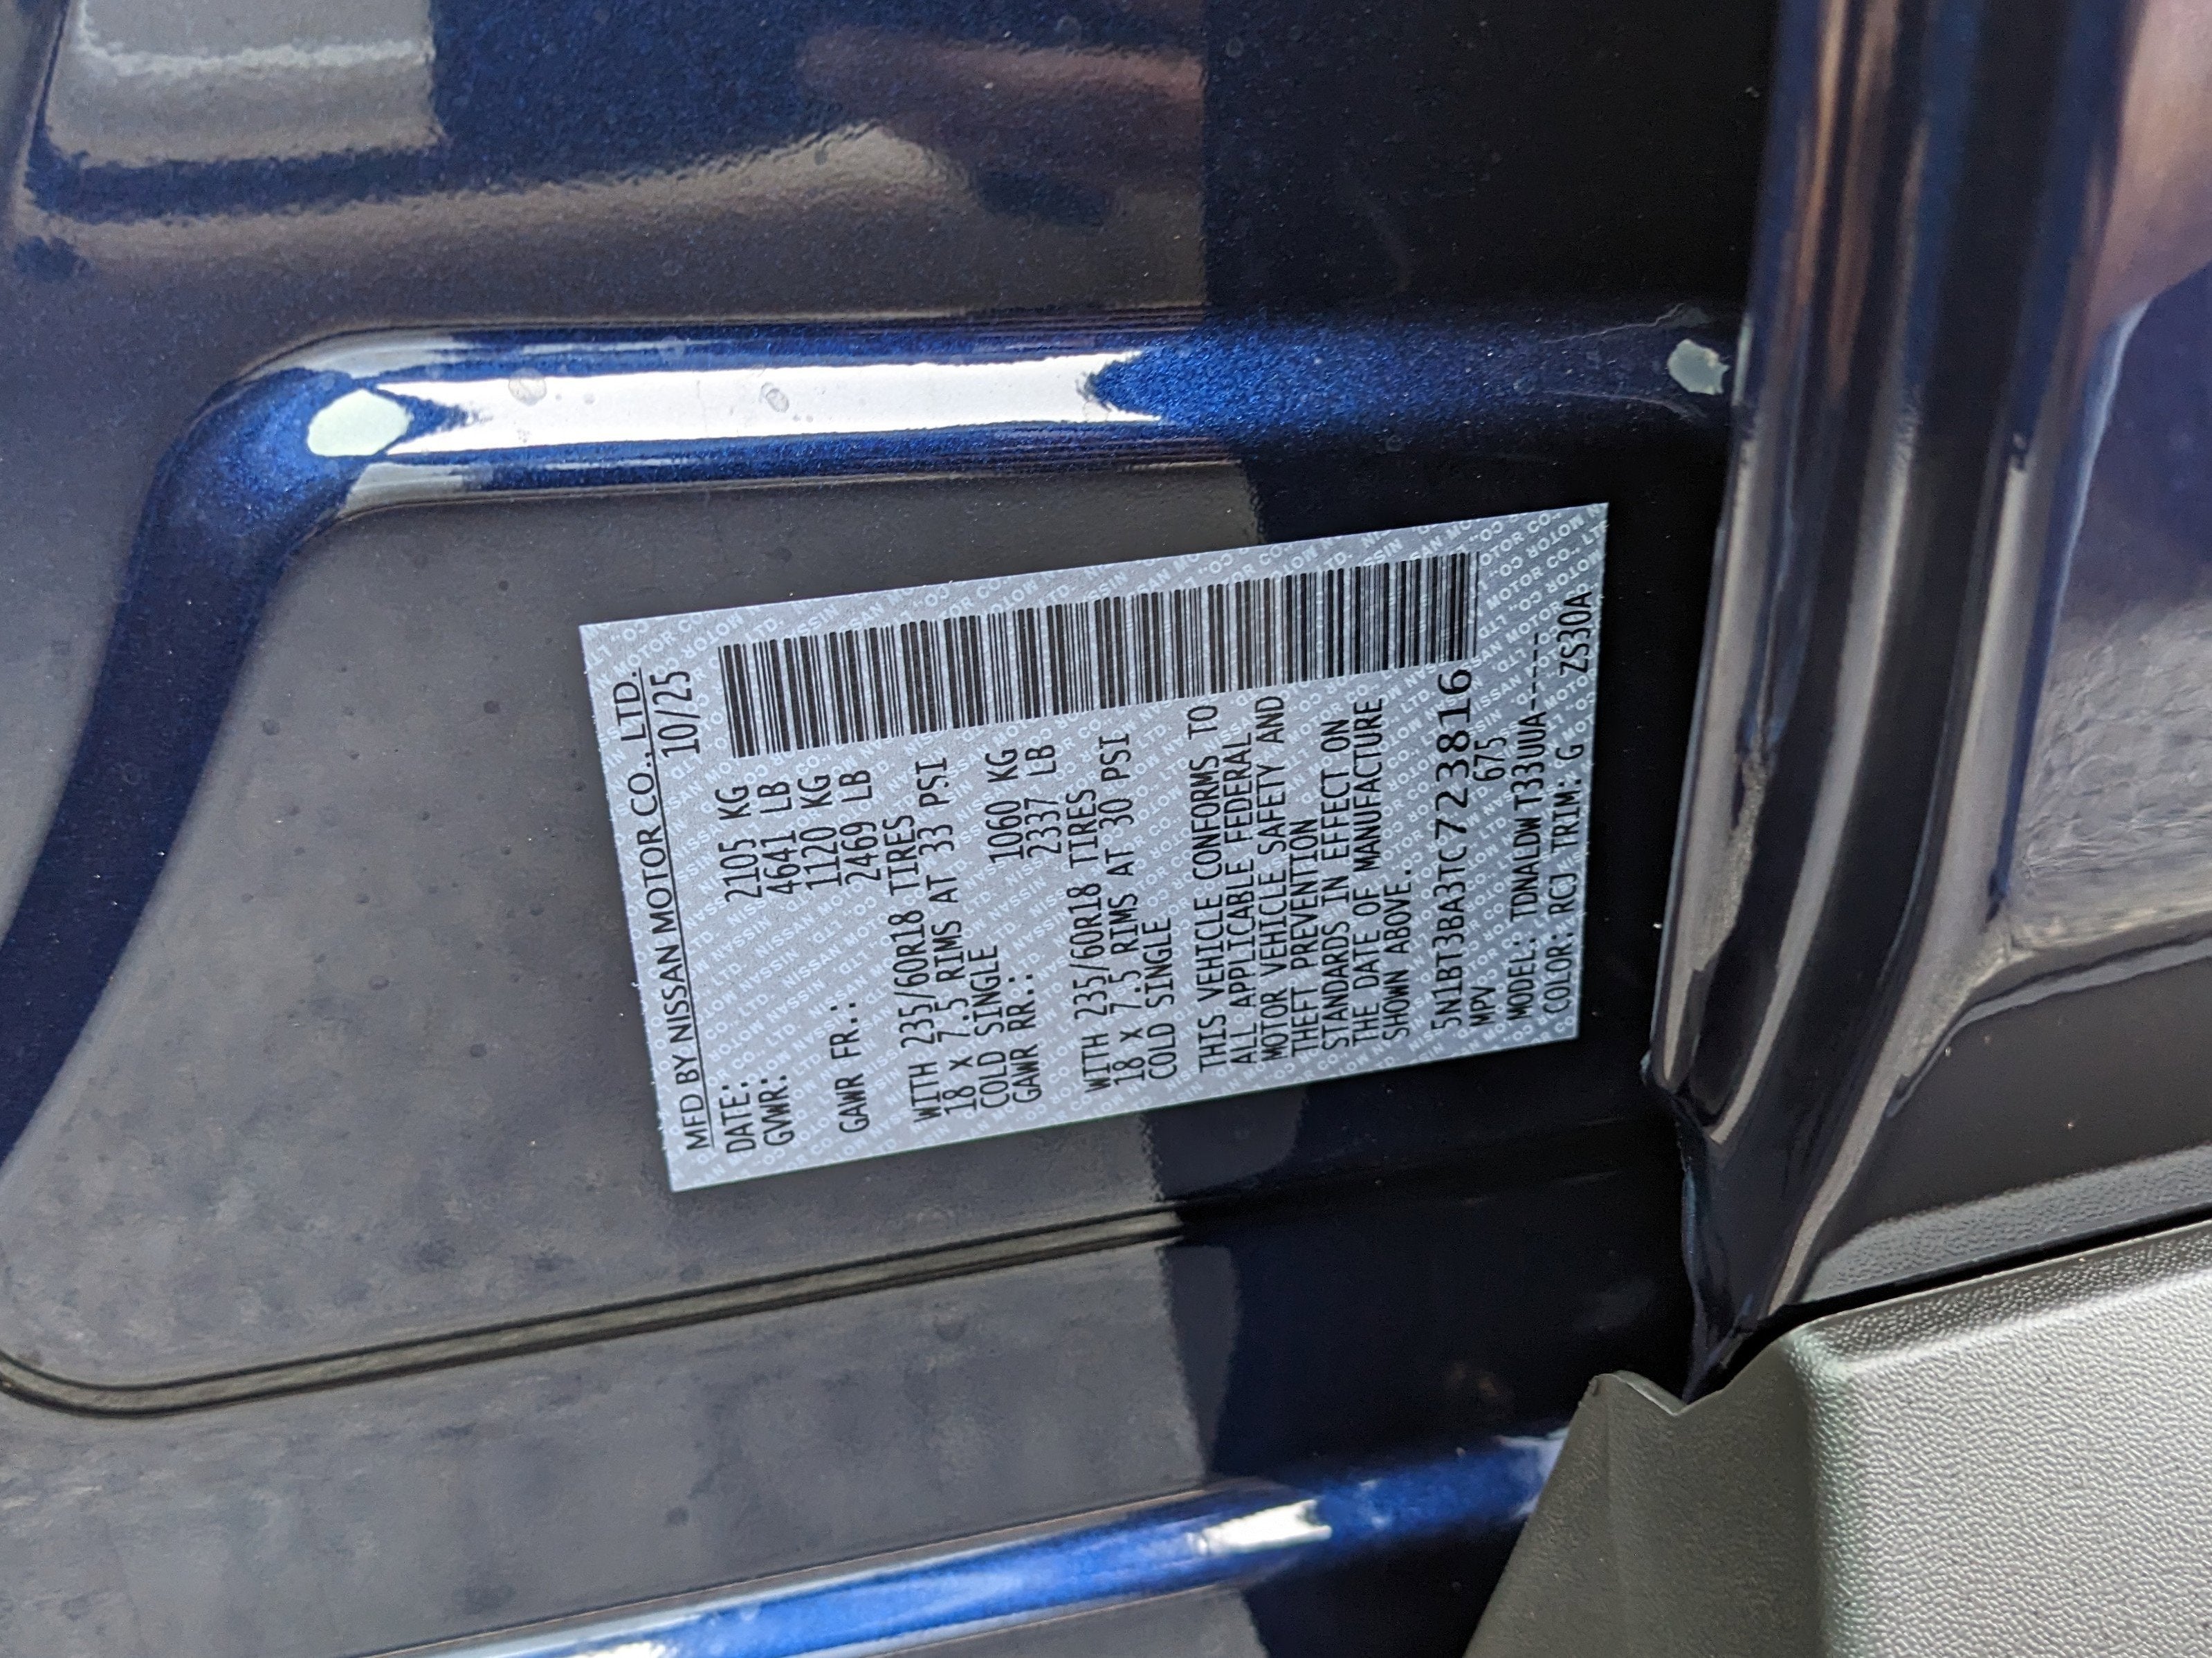 MFD BY NISSAN MOTOR CO., LTD.
DATE: 10/25
GVWR: 2105 KG
4641 LB
GAWR FR.: 1120 KG
2469 LB
WITH 235/60R18 TIRES
18 X 7.5 RIMS AT 33 PSI
COLD SINGLE
GAWR RR.: 1060 KG
2337 LB
WITH 235/60R18 TIRES
18 X 7.5 RIMS AT 30 PSI
COLD SINGLE
THIS VEHICLE CONFORMS TO
ALL APPLICABLE FEDERAL
MOTOR VEHICLE SAFETY AND
THEFT PREVENTION
STANDARDS IN EFFECT ON
THE DATE OF MANUFACTURE
SHOWN ABOVE.
5N1BT3BA3TC723816
MPV 675
MODEL: TDNALDW T33UUA-----
COLOR: RCJ TRIM: G ZS30A